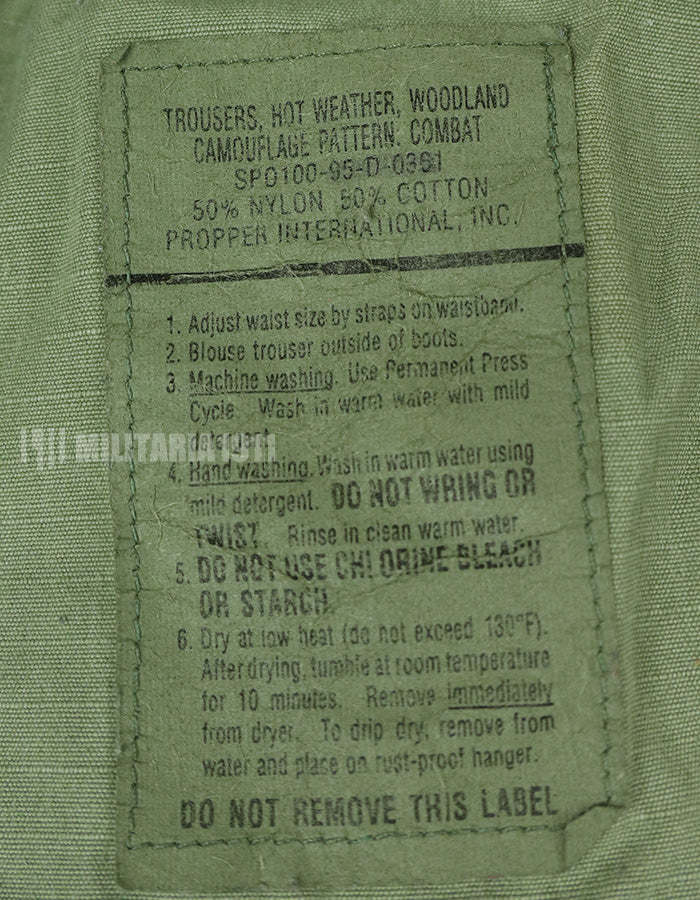 TROUSERS, HOT WEATHER, WOODLAND
CAMOUFLAGE PATTERN: COMBAT
SPO100-95-D-0361
50% NYLON 50% COTTON
PROPPER INTERNATIONAL, INC.
1. Adjust waist size by straps on waistband.
2. Blouse trouser outside of boots.
3. Machine washing. Use Permanent Press
Cycle. Wash in warm water with mild
detergent
4. Hand washing. Wash in warm water using
mild detergent. DO NOT WRING OR
TWIST. Rinse in clean warm water.
5. DO NOT USE CHLORINE BLEACH
OR STARCH.
6. Dry at low heat (do not exceed 130°F).
After drying, tumble at room temperature
for 10 minutes. Remove immediately
from dryer. To drip dry, remove from
water and place on rust-proof hanger.
DO NOT REMOVE THIS LABEL